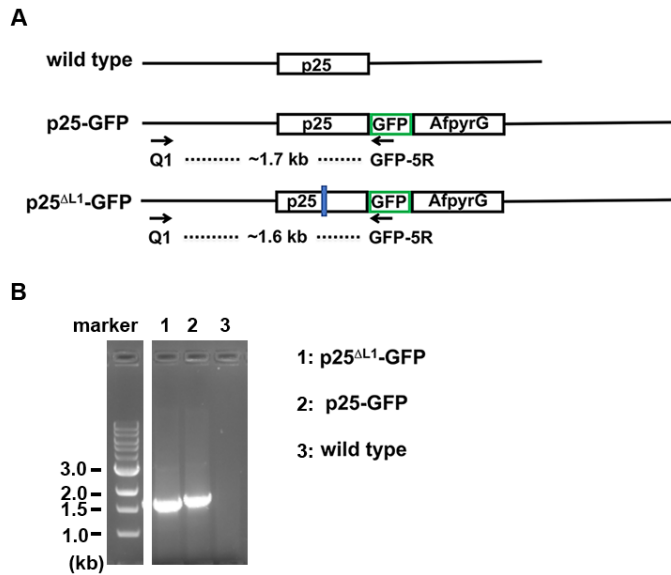 A
wild type p25
p25-GFP p25 GFP AfpyrG
Q1 ~1.7 kb GFP-5R
p25ΔL1-GFP p25 GFP AfpyrG
Q1 ~1.6 kb GFP-5R
B
marker 1 2 3
1: p25ΔL1-GFP
2: p25-GFP
3: wild type
3.0
2.0
1.5
1.0
(kb)